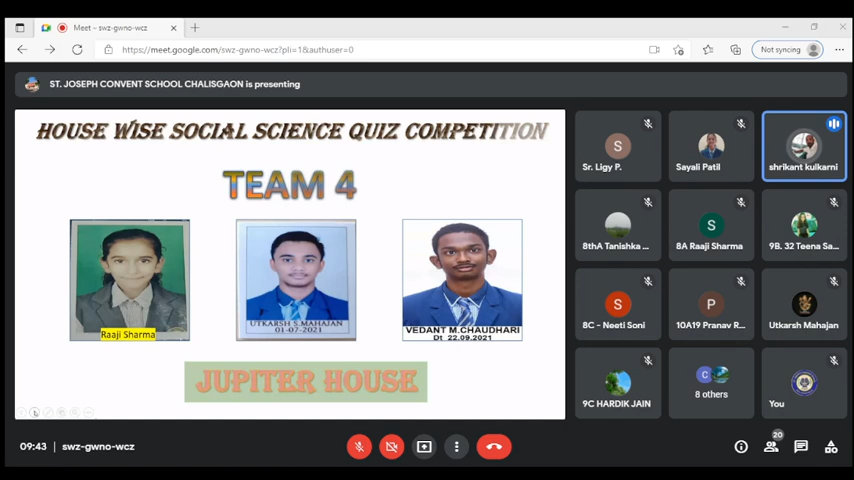 Meet – swz-gwno-wcz
https://meet.google.com/swz-gwno-wcz?pli=1&authuser=0
Not syncing
ST. JOSEPH CONVENT SCHOOL CHALISGAON is presenting
HOUSE WISE SOCIAL SCIENCE QUIZ COMPETITION
TEAM 4
Raaji Sharma
UTKARSH S.MAHAJAN
01-07-2021
VEDANT M.CHAUDHARI
Dt 22.09.2021
JUPITER HOUSE
S
Sr. Ligy P.
Sayali Patil
shrikant kulkarni
8thA Tanishka ...
S
8A Raaji Sharma
9B. 32 Teena Sa...
S
8C - Neeti Soni
P
10A19 Pranav R...
Utkarsh Mahajan
9C HARDIK JAIN
C
8 others
You
09:43 | swz-gwno-wcz
20